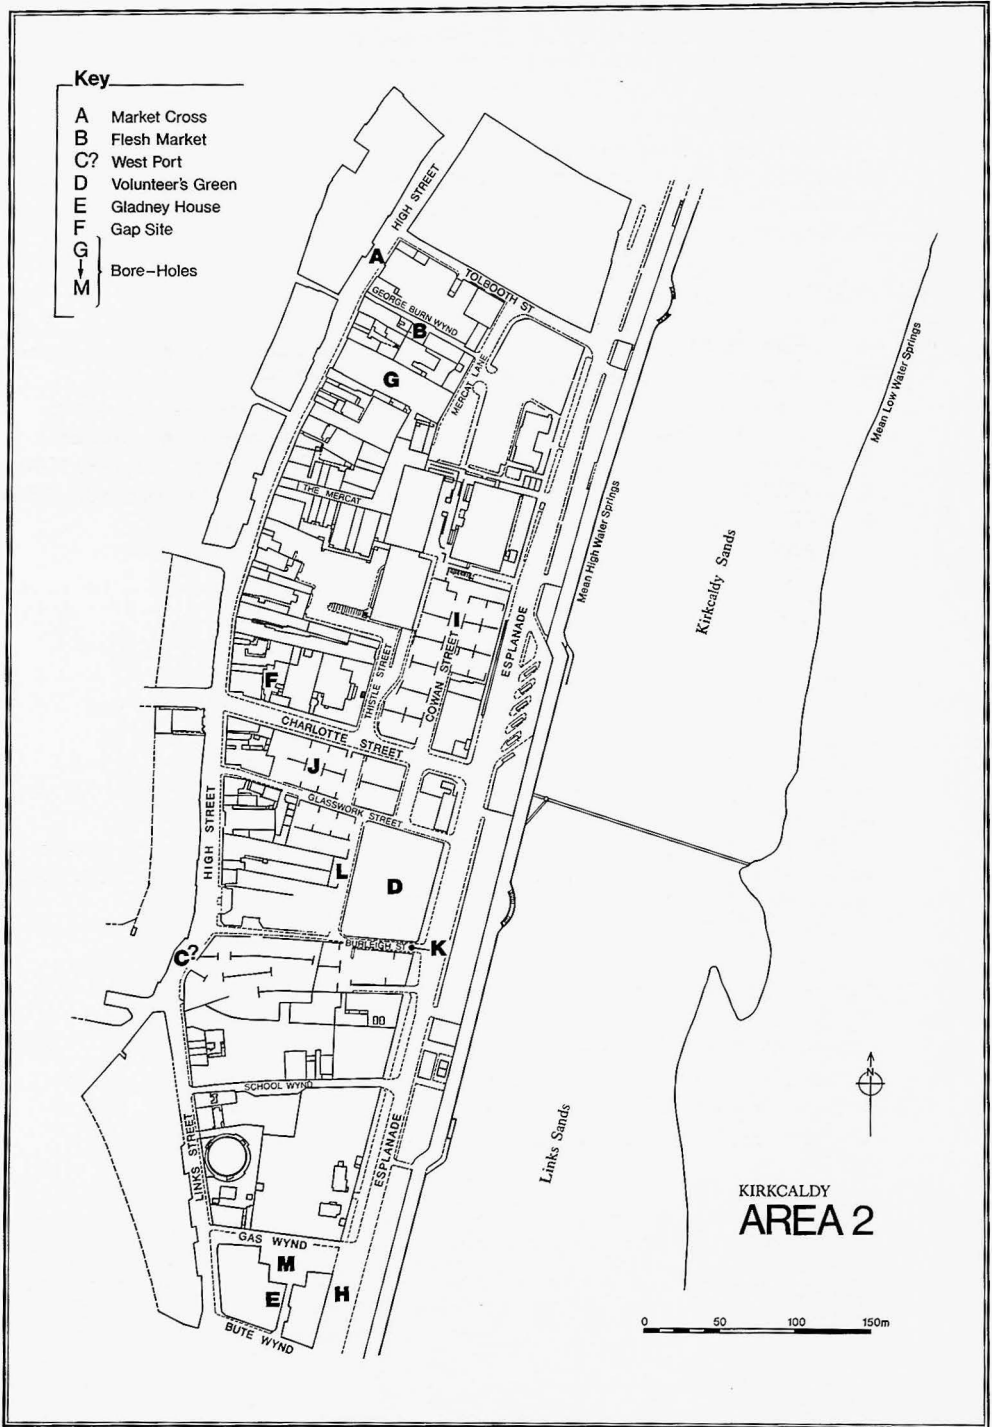 Key
A Market Cross
B Flesh Market
C? West Port
D Volunteer's Green
E Gladney House
F Gap Site
G
↓ Bore-Holes
M
HIGH STREET
A
TOLBOOTH ST
GEORGE BURN WYND
B
MERCAT LANE
G
Mean Low Water Springs
THE MERCAT
Mean High Water Springs
Kirkcaldy Sands
I
ESPLANADE
THISTLE STREET
COWAN STREET
F
CHARLOTTE STREET
J
GLASSWORK STREET
HIGH STREET
L
D
BURLEIGH ST
K
C?
SCHOOL WYND
N
LINKS STREET
ESPLANADE
Links Sands
KIRKCALDY
AREA 2
GAS WYND
M
E
H
BUTE WYND
0 50 100 150m